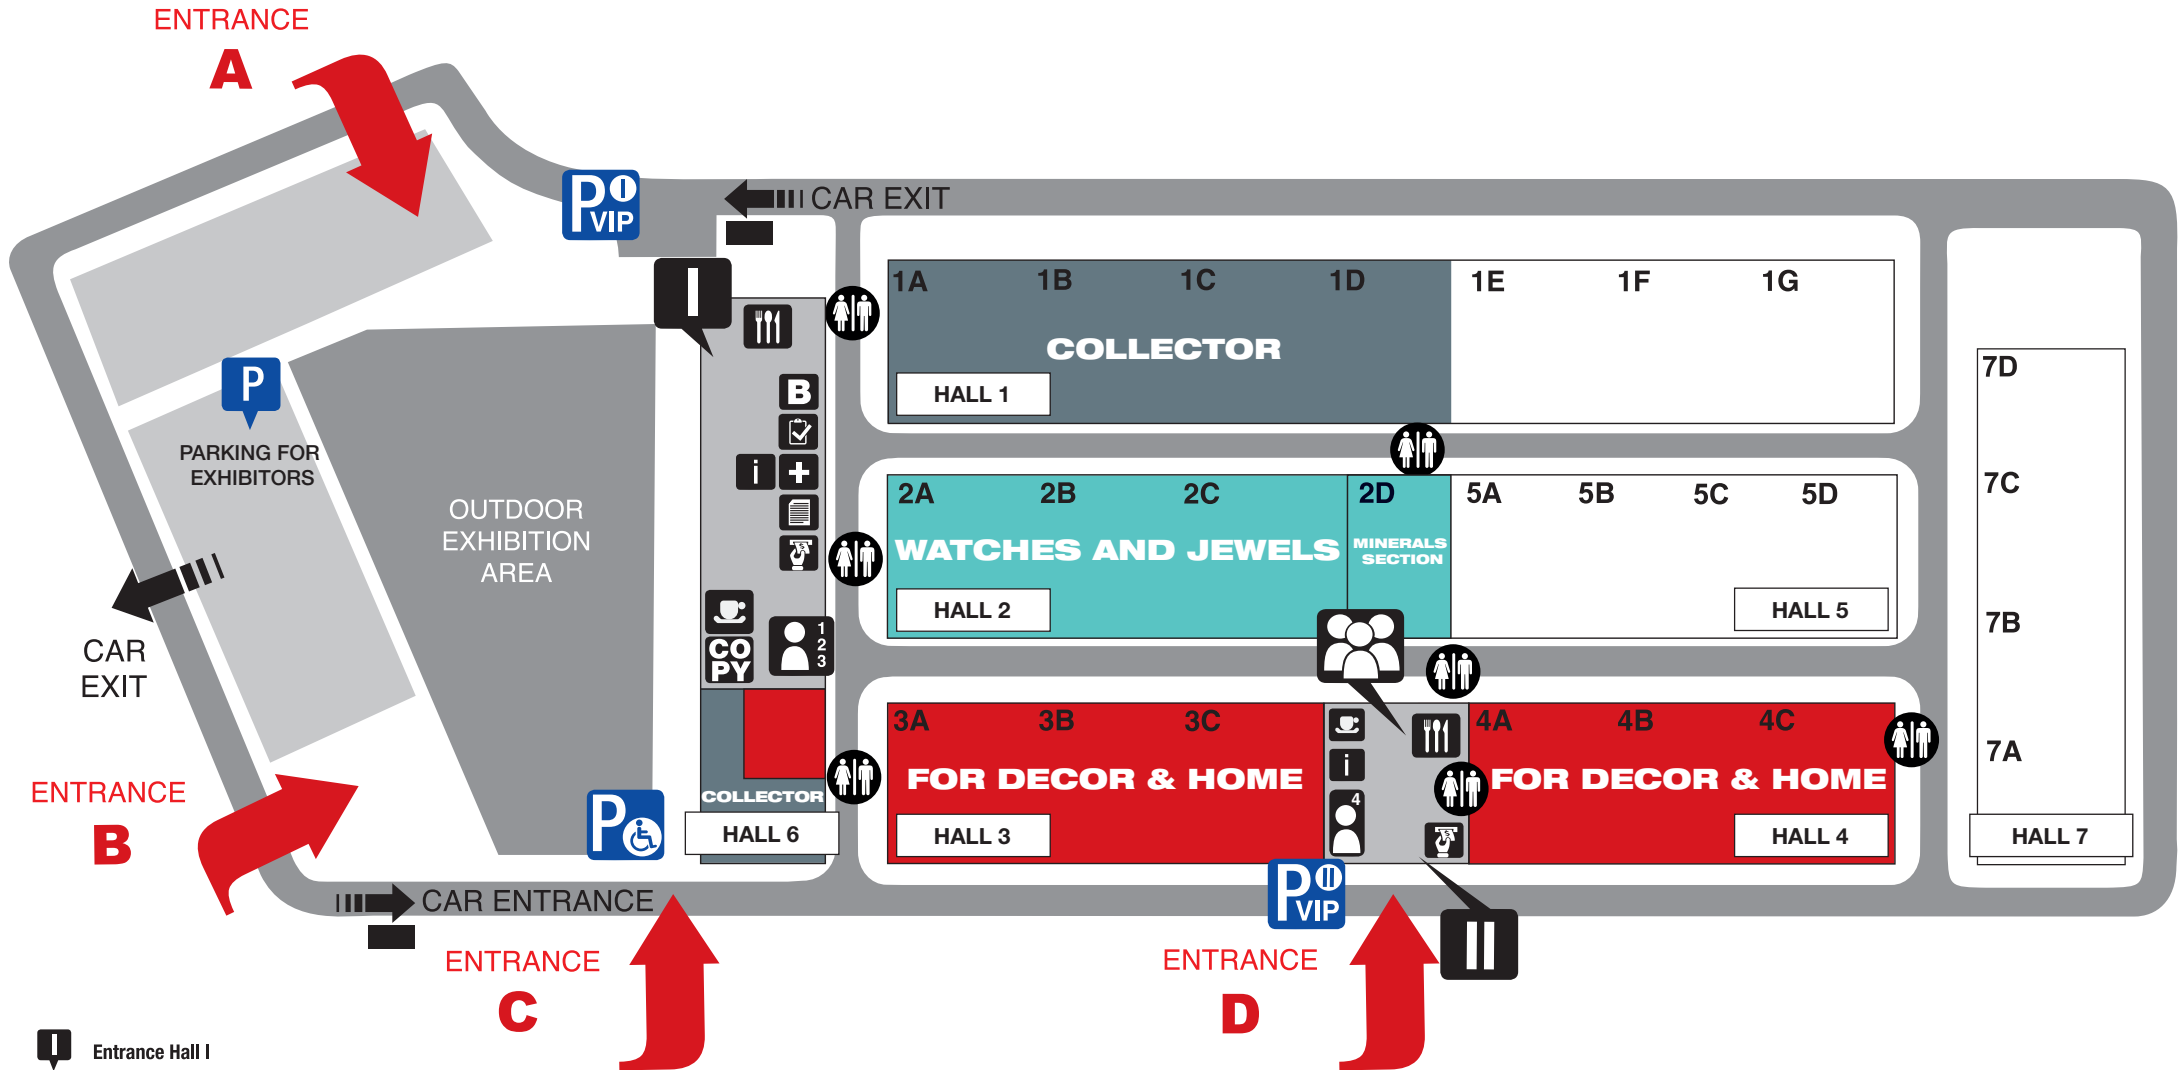 ENTRANCE
A
P I
VIP
CAR EXIT
I
1A 1B 1C 1D 1E 1F 1G
COLLECTOR
HALL 1
B
i
CO
PY
1
2
3
P
PARKING FOR
EXHIBITORS
OUTDOOR
EXHIBITION
AREA
CAR
EXIT
2A 2B 2C 2D 5A 5B 5C 5D
WATCHES AND JEWELS
MINERALS
SECTION
HALL 2
HALL 5
7D
7C
7B
7A
HALL 7
3A 3B 3C 4A 4B 4C
FOR DECOR & HOME
FOR DECOR & HOME
i
4
HALL 3
HALL 4
COLLECTOR
HALL 6
ENTRANCE
B
P
CAR ENTRANCE
P II
VIP
II
ENTRANCE
C
ENTRANCE
D
I Entrance Hall I